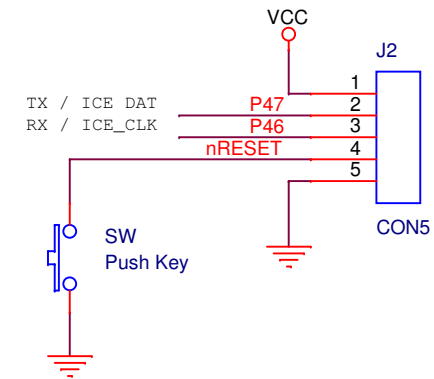 VCC
J2
1
TX / ICE DAT P47 2
RX / ICE_CLK P46 3
nRESET 4
5
CON5
SW
Push Key